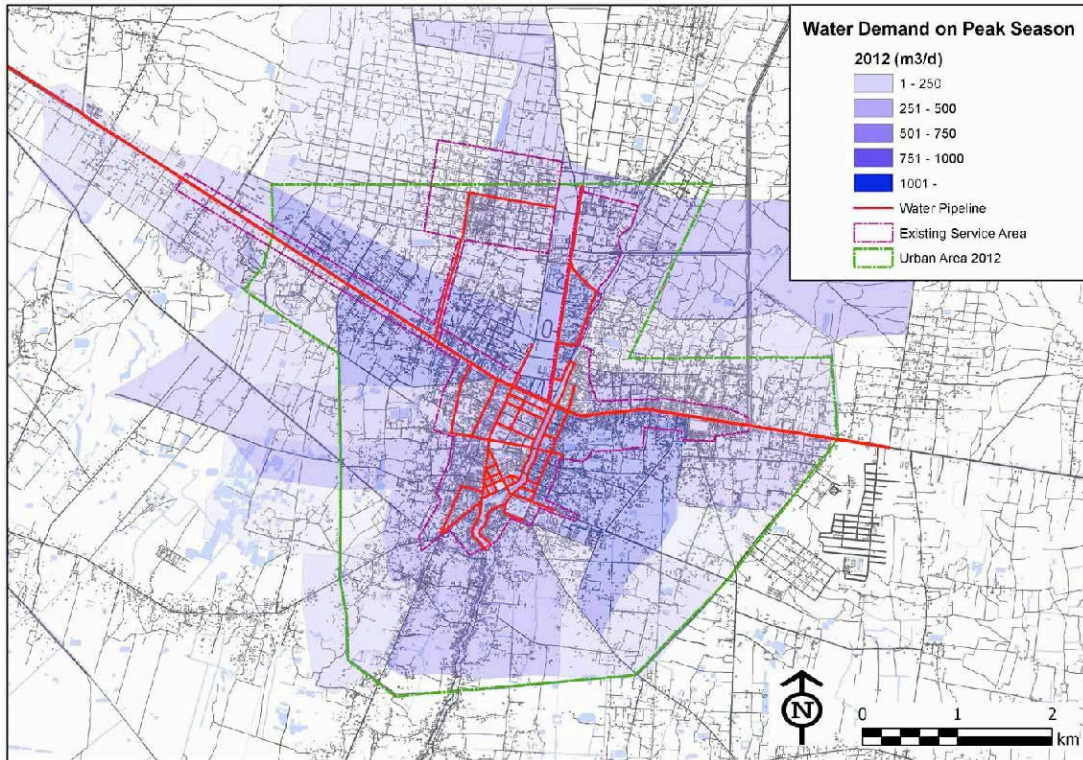 Water Demand on Peak Season
2012 (m3/d)
1 - 250
251 - 500
501 - 750
751 - 1000
1001 -
Water Pipeline
Existing Service Area
Urban Area 2012
N
0 1 2
km